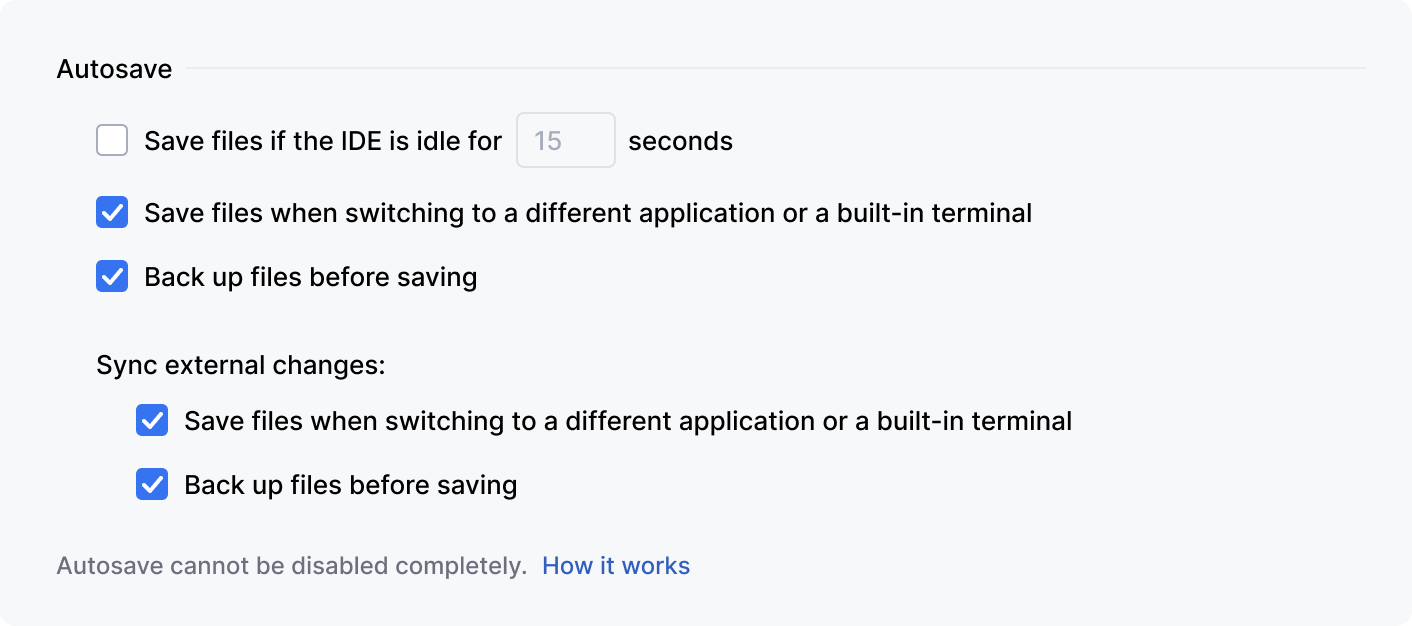 Autosave
Save files if the IDE is idle for 15 seconds
Save files when switching to a different application or a built-in terminal
Back up files before saving
Sync external changes:
Save files when switching to a different application or a built-in terminal
Back up files before saving
Autosave cannot be disabled completely. How it works